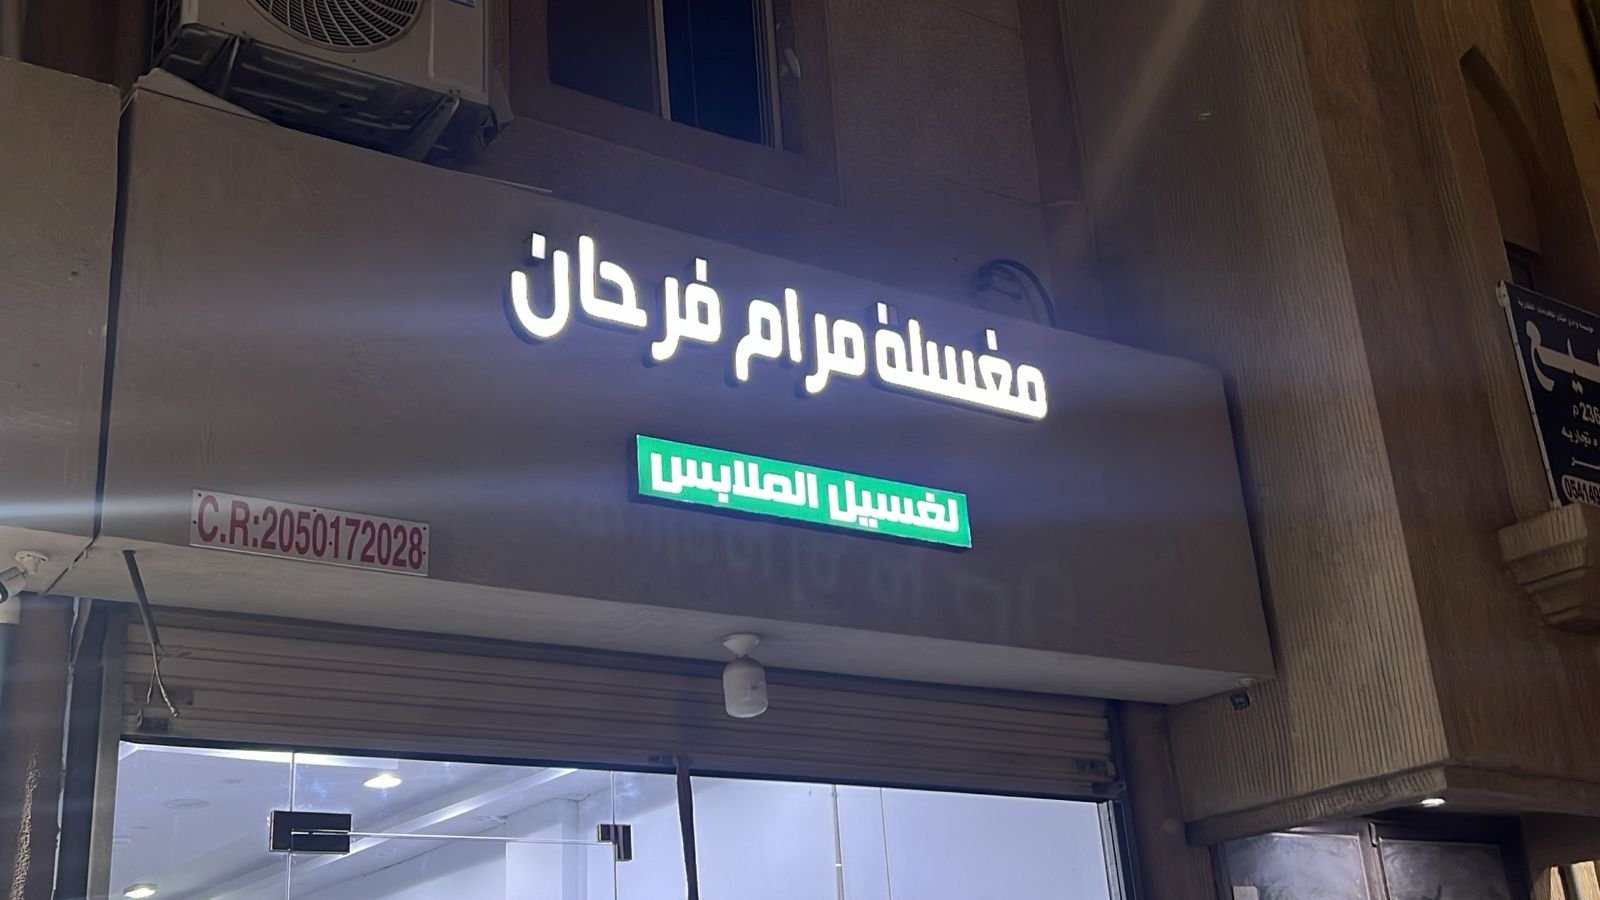 مغسلة مرام فرحان
لغسيل الملابس
C.R:2050172028